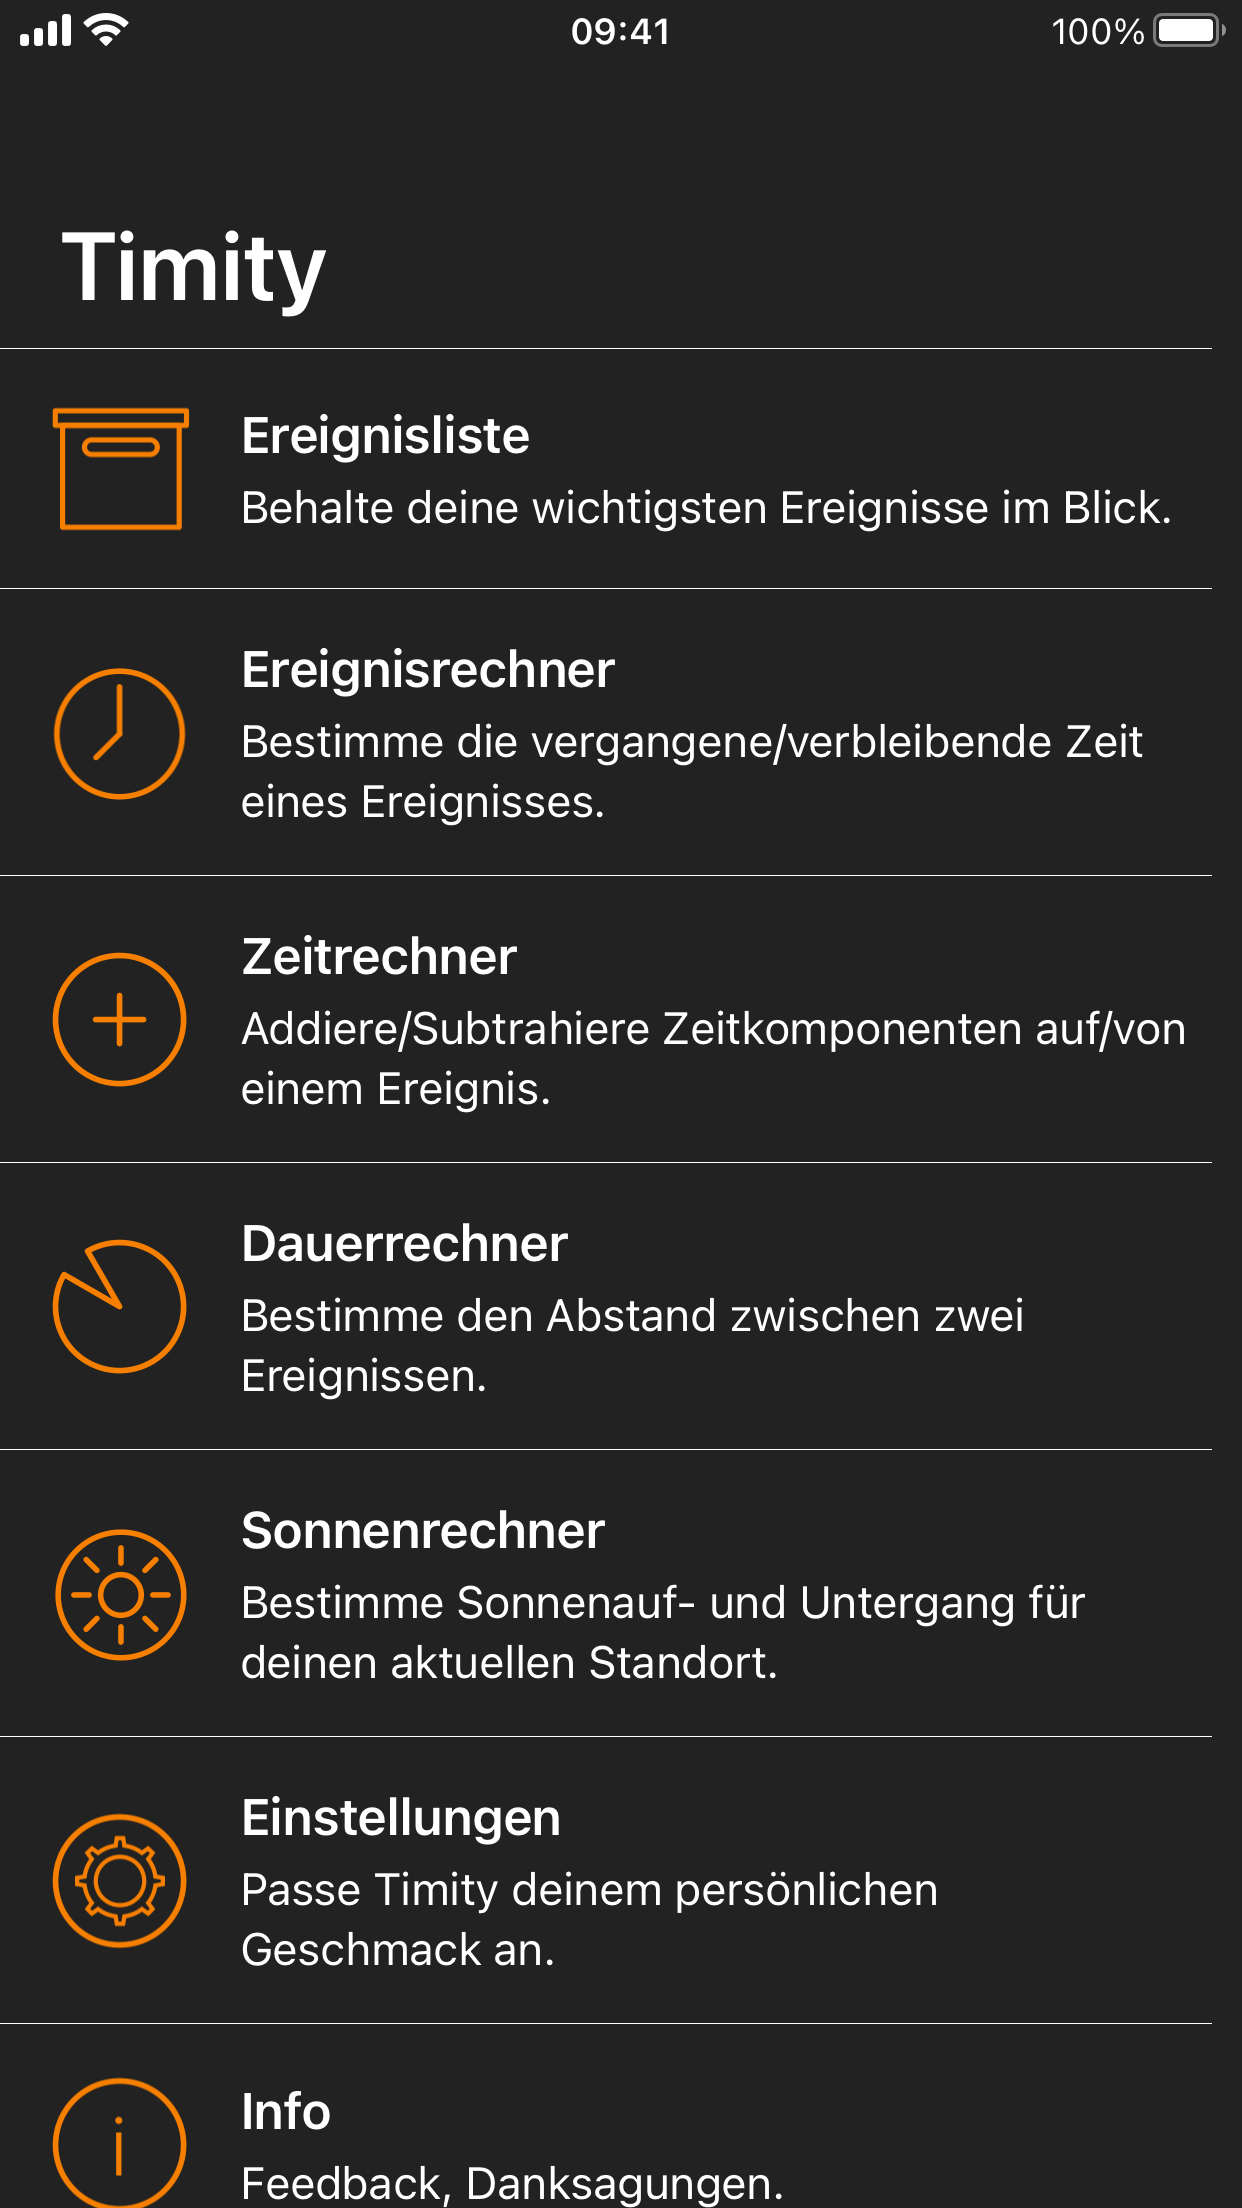 09:41
100%
Timity
Ereignisliste
Behalte deine wichtigsten Ereignisse im Blick.
Ereignisrechner
Bestimme die vergangene/verbleibende Zeit
eines Ereignisses.
Zeitrechner
Addiere/Subtrahiere Zeitkomponenten auf/von
einem Ereignis.
Dauerrechner
Bestimme den Abstand zwischen zwei
Ereignissen.
Sonnenrechner
Bestimme Sonnenauf- und Untergang für
deinen aktuellen Standort.
Einstellungen
Passe Timity deinem persönlichen
Geschmack an.
Info
Feedback, Danksagungen.